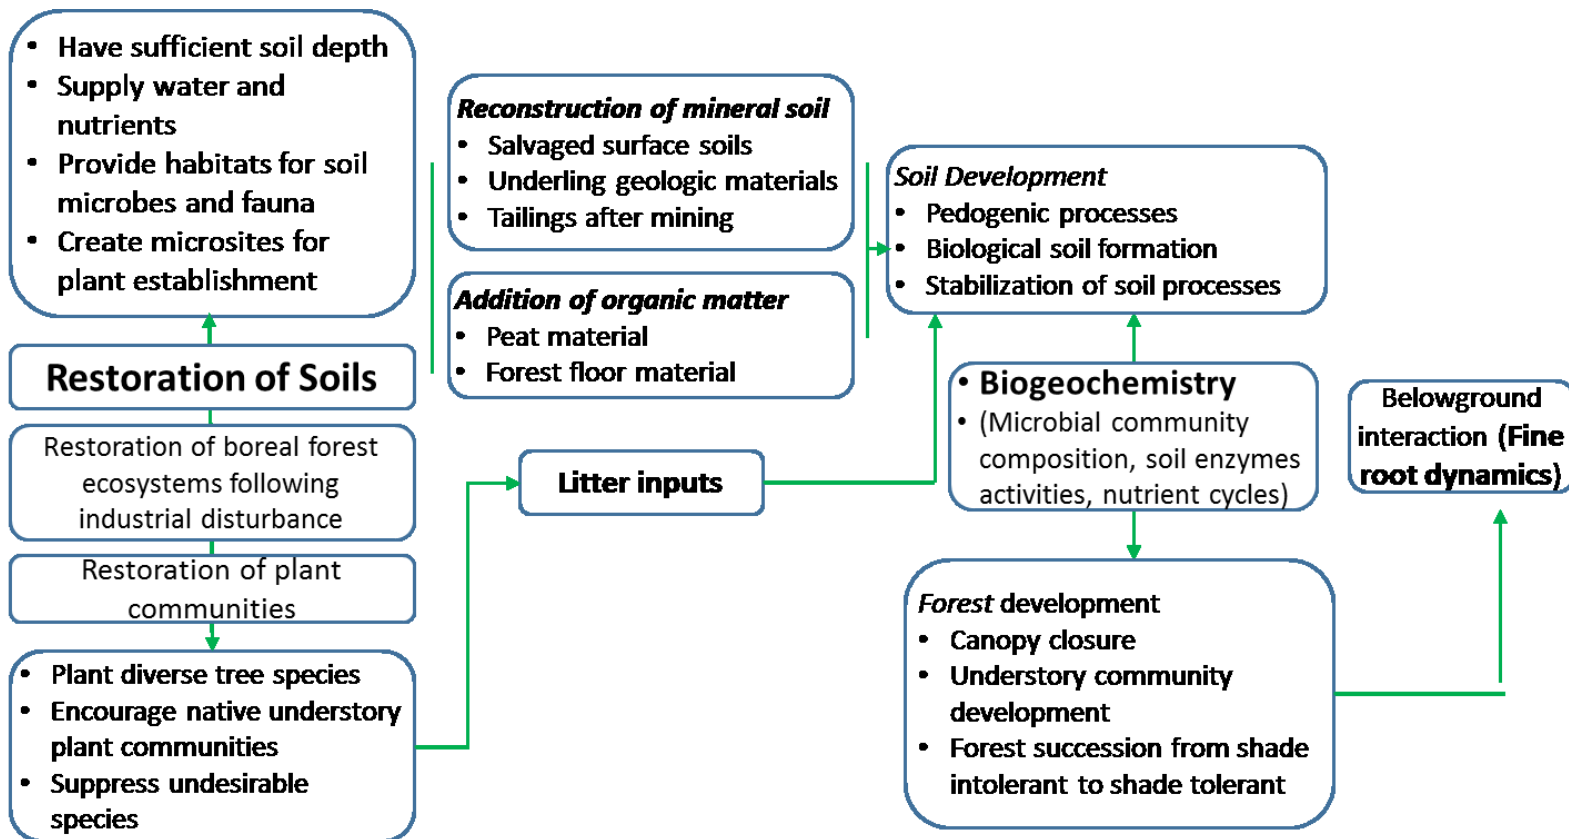 • Have sufficient soil depth
• Supply water and
nutrients
• Provide habitats for soil
microbes and fauna
• Create microsites for
plant establishment
Restoration of Soils
Restoration of boreal forest
ecosystems following
industrial disturbance
Restoration of plant
communities
• Plant diverse tree species
• Encourage native understory
plant communities
• Suppress undesirable
species
Reconstruction of mineral soil
• Salvaged surface soils
• Underling geologic materials
• Tailings after mining
Addition of organic matter
• Peat material
• Forest floor material
Litter inputs
Soil Development
• Pedogenic processes
• Biological soil formation
• Stabilization of soil processes
• Biogeochemistry
• (Microbial community
composition, soil enzymes
activities, nutrient cycles)
Forest development
• Canopy closure
• Understory community
development
• Forest succession from shade
intolerant to shade tolerant
Belowground
interaction (Fine
root dynamics)